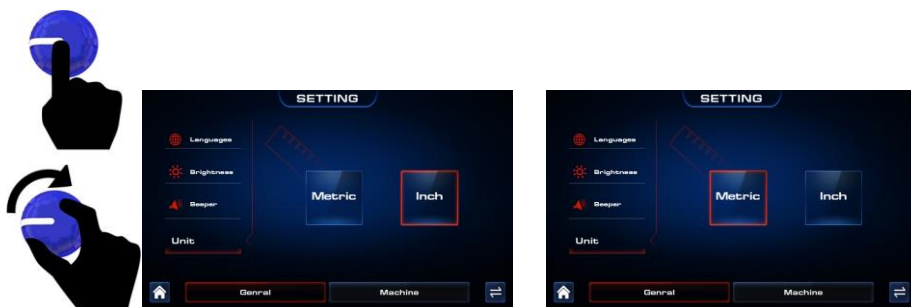 SETTING
Languages
Brightness
Beeper
Unit
Metric
Inch
Genral
Machine
SETTING
Languages
Brightness
Beeper
Unit
Metric
Inch
Genral
Machine